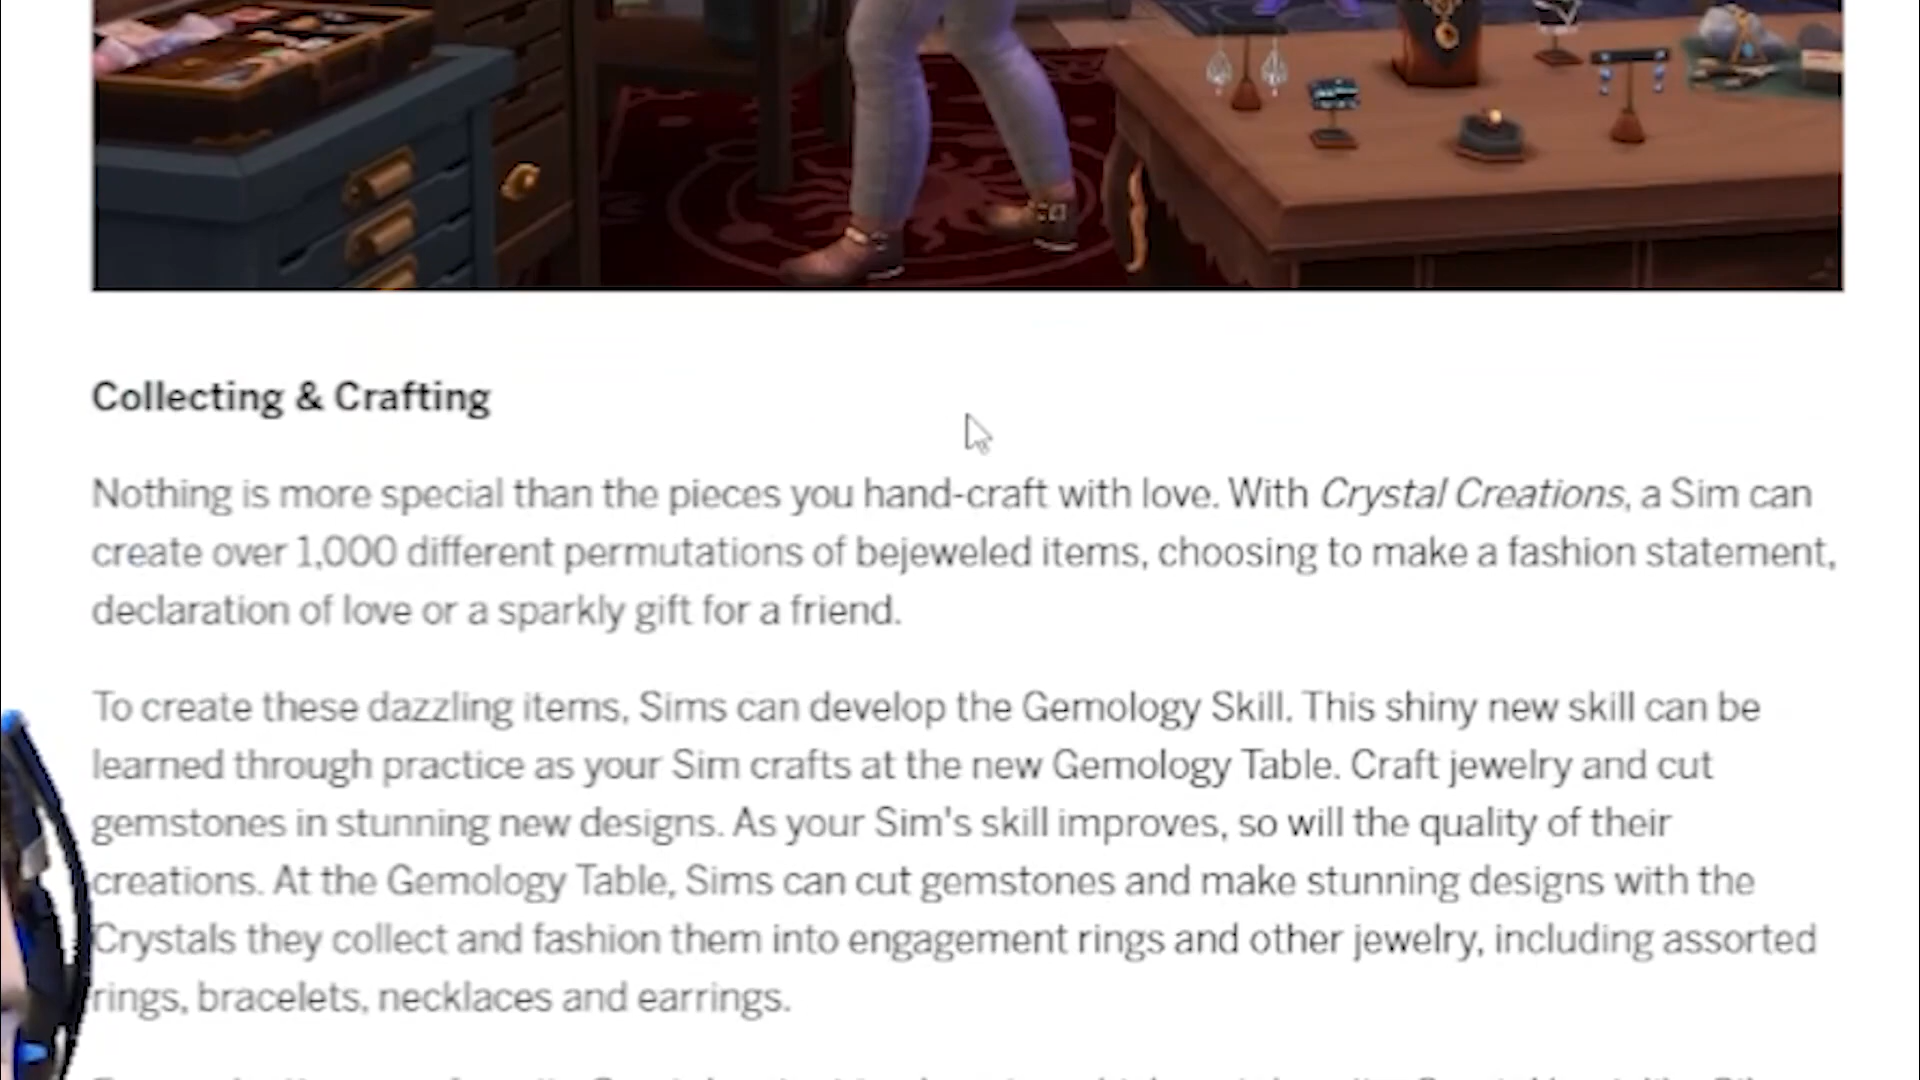 Collecting & Crafting
Nothing is more special than the pieces you hand-craft with love. With Crystal Creations, a Sim can
create over 1,000 different permutations of bejeweled items, choosing to make a fashion statement,
declaration of love or a sparkly gift for a friend.
To create these dazzling items, Sims can develop the Gemology Skill. This shiny new skill can be
learned through practice as your Sim crafts at the new Gemology Table. Craft jewelry and cut
gemstones in stunning new designs. As your Sim's skill improves, so will the quality of their
creations. At the Gemology Table, Sims can cut gemstones and make stunning designs with the
Crystals they collect and fashion them into engagement rings and other jewelry, including assorted
rings, bracelets, necklaces and earrings.